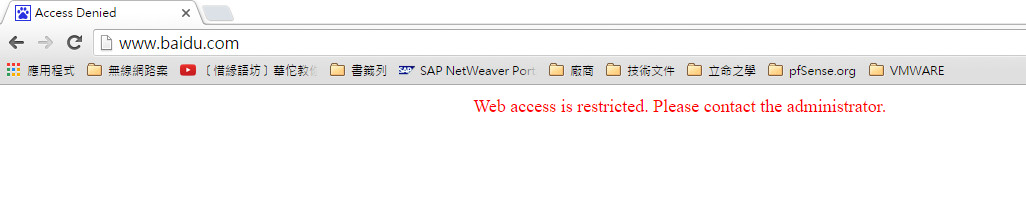 Access Denied
www.baidu.com
應用程式 無線網路案 〔惜緣語坊〕華佗教你 書籤列 SAP NetWeaver Port 廠商 技術文件 立命之學 pfSense.org VMWARE
Web access is restricted. Please contact the administrator.